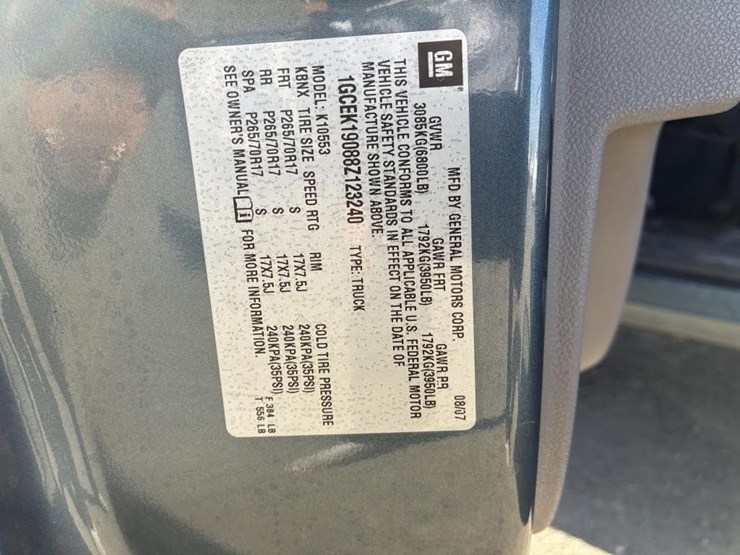 GM
MFD BY GENERAL MOTORS CORP. 08/07
GVWR GAWR FRT GAWR RR
3085KG(6800LB) 1792KG(3950LB) 1792KG(3950LB)
THIS VEHICLE CONFORMS TO ALL APPLICABLE U.S. FEDERAL MOTOR
VEHICLE SAFETY STANDARDS IN EFFECT ON THE DATE OF
MANUFACTURE SHOWN ABOVE.
1GCEK19088Z123240 TYPE: TRUCK
MODEL: K10553
KBNX TIRE SIZE SPEED RTG RIM COLD TIRE PRESSURE
FRT P265/70R17 S 17X7.5J 240KPA(35PSI)
RR P265/70R17 S 17X7.5J 240KPA(35PSI)
SPA P265/70R17 S 17X7.5J 240KPA(35PSI)
SEE OWNER'S MANUAL i FOR MORE INFORMATION.
F 384 LB
T 556 LB